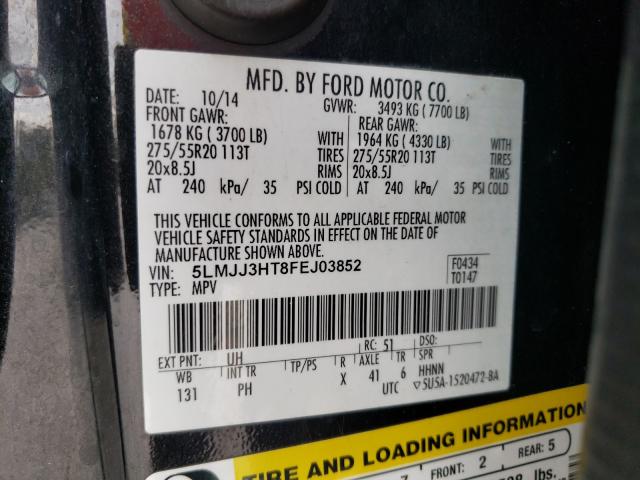 MFD. BY FORD MOTOR CO.
DATE: 10/14 GVWR: 3493 KG ( 7700 LB)
FRONT GAWR: REAR GAWR:
1678 KG ( 3700 LB) WITH 1964 KG ( 4330 LB) WITH
275/55R20 113T TIRES 275/55R20 113T TIRES
20x8.5J RIMS 20x8.5J RIMS
AT 240 kPa/ 35 PSI COLD AT 240 kPa/ 35 PSI COLD
THIS VEHICLE CONFORMS TO ALL APPLICABLE FEDERAL MOTOR
VEHICLE SAFETY STANDARDS IN EFFECT ON THE DATE OF
MANUFACTURE SHOWN ABOVE.
VIN: 5LMJJ3HT8FEJ03852 F0434
TYPE: MPV T0147
EXT PNT: UH RC: 51 DSO:
WB INT TR TP/PS R AXLE TR SPR
131 PH X 41 6 HHNN
UTC ▽5U5A-1520472-BA
TIRE AND LOADING INFORMATION
FRONT: 2 REAR: 5
lbs.